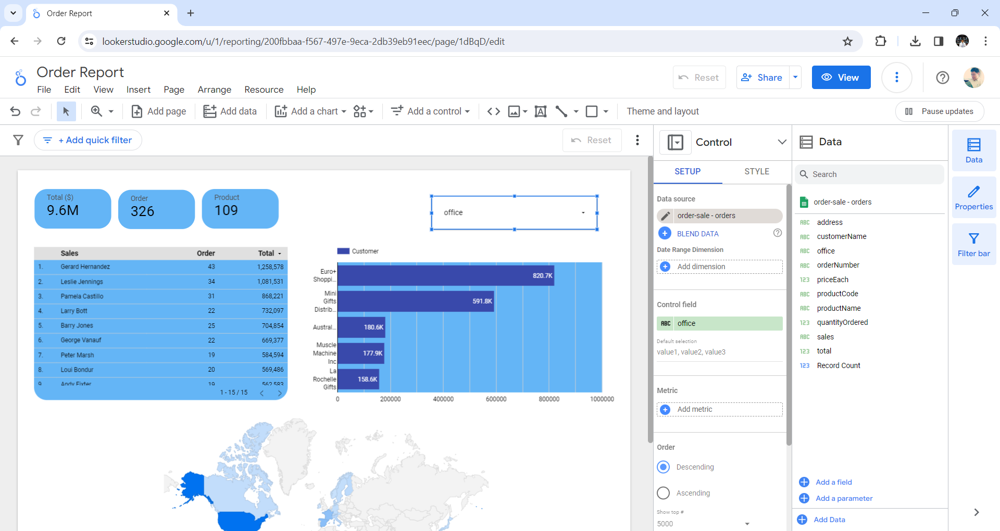 Order Report
lookerstudio.google.com/u/1/reporting/200fbbaa-f567-497e-9eca-2db39eb91eec/page/1dBqD/edit
Order Report
File Edit View Insert Page Arrange Resource Help
Reset Share View
Add page Add data Add a chart Add a control Theme and layout Pause updates
+ Add quick filter Reset
Total ($)
9.6M
Order
326
Product
109
office
Sales Order Total
1. Gerard Hernandez 43 1,258,578
2. Leslie Jennings 34 1,081,531
3. Pamela Castillo 31 868,221
4. Larry Bott 22 732,097
5. Barry Jones 25 704,854
6. George Vanauf 22 669,377
7. Peter Marsh 19 584,594
8. Loui Bondur 20 569,486
9. Andy Fixter 19 562,583
1 - 15 / 15
Customer
Euro+
Shoppi...
820.7K
Mini
Gifts
Distrib...
591.8K
Austral...
180.6K
Muscle
Machine
Inc
177.9K
La
Rochelle
Gifts
158.6K
0 200000 400000 600000 800000 1000000
Control
SETUP STYLE
Data source
order-sale - orders
BLEND DATA
Date Range Dimension
Add dimension
Control field
ABC office
Default selection
value1, value2, value3
Metric
Add metric
Order
Descending
Ascending
Show top #
5000
Data
Search
order-sale - orders
ABC address
ABC customerName
ABC office
ABC orderNumber
123 priceEach
ABC productCode
ABC productName
123 quantityOrdered
ABC sales
123 total
123 Record Count
Add a field
Add a parameter
Add Data
Data
Properties
Filter bar